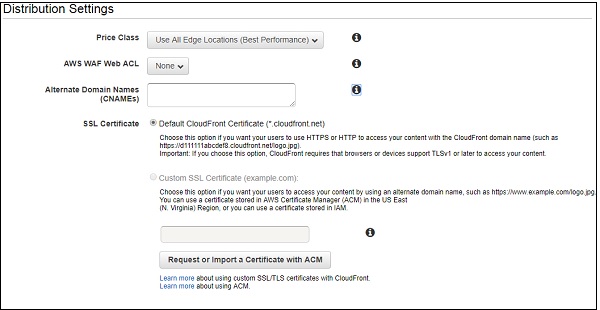 Distribution Settings
Price Class
Use All Edge Locations (Best Performance)
AWS WAF Web ACL
None
Alternate Domain Names
(CNAMEs)
SSL Certificate
Default CloudFront Certificate (*.cloudfront.net)
Choose this option if you want your users to use HTTPS or HTTP to access your content with the CloudFront domain name (such as
https://d111111abcdef8.cloudfront.net/logo.jpg).
Important: If you choose this option, CloudFront requires that browsers or devices support TLSv1 or later to access your content.
Custom SSL Certificate (example.com):
Choose this option if you want your users to access your content by using an alternate domain name, such as https://www.example.com/logo.jpg.
You can use a certificate stored in AWS Certificate Manager (ACM) in the US East
(N. Virginia) Region, or you can use a certificate stored in IAM.
Request or Import a Certificate with ACM
Learn more about using custom SSL/TLS certificates with CloudFront.
Learn more about using ACM.